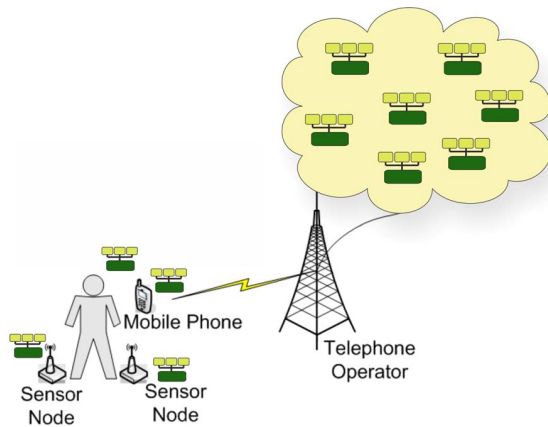 Mobile Phone
Telephone
Operator
Sensor
Node
Sensor
Node